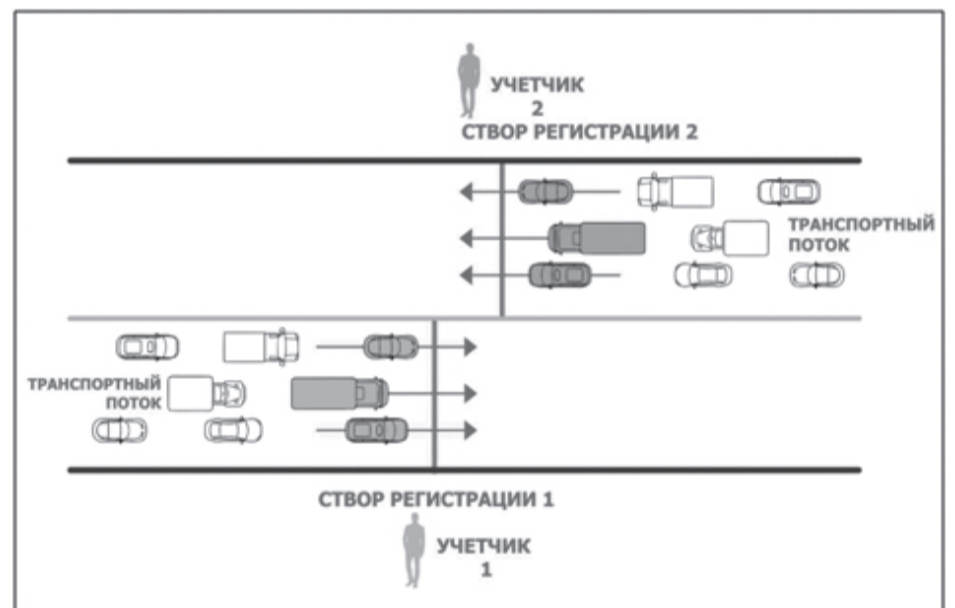 УЧЕТЧИК
2
СТВОР РЕГИСТРАЦИИ 2
ТРАНСПОРТНЫЙ
ПОТОК
ТРАНСПОРТНЫЙ
ПОТОК
СТВОР РЕГИСТРАЦИИ 1
УЧЕТЧИК
1